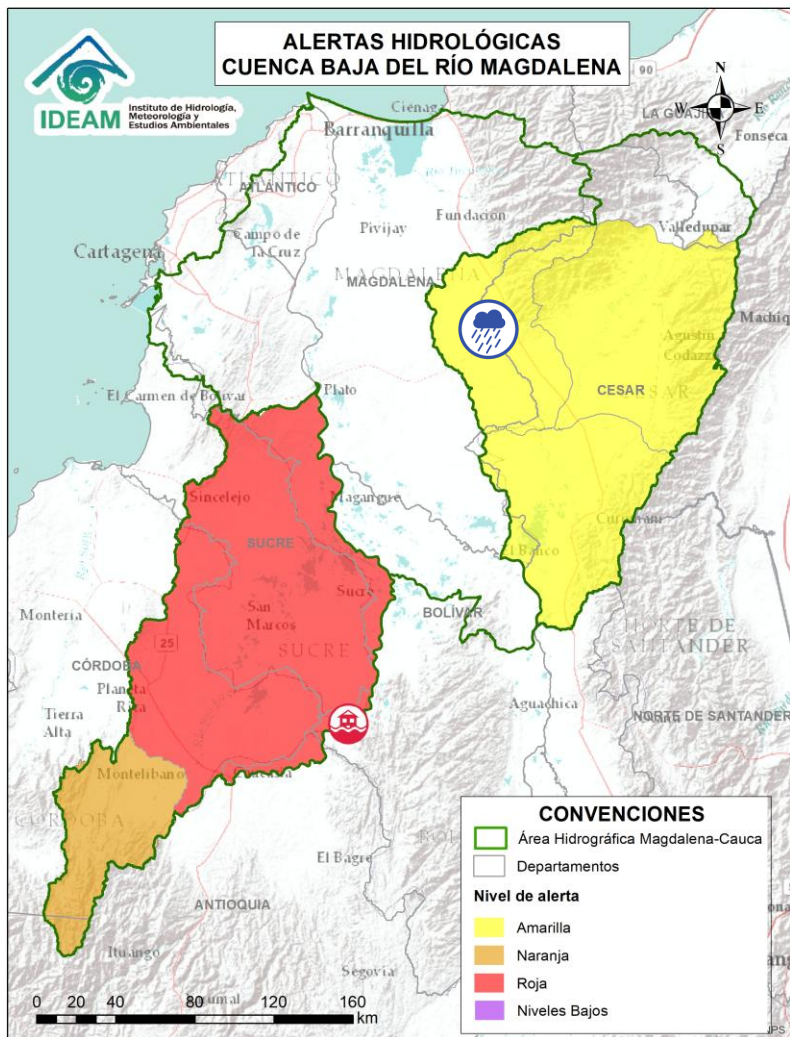 ALERTAS HIDROLÓGICAS
CUENCA BAJA DEL RÍO MAGDALENA
IDEAM
Instituto de Hidrología,
Meteorología y
Estudios Ambientales
N
W E
S
90
LA GUAJIRA
Fonseca
Ciénaga
Barranquilla
ATLÁNTICO
Campo de
la Cruz
Pivijay
Fundación
Valledupar
Cartagena
MAGDALENA
MAGDALENA
Machiq
Agustín
Codazzi
CESAR
El Carmen de Bolívar
Plato
Sincelejo
Magangué
Curumaní
SUCRE
El Banco
Sucre
San
Marcos
BOLÍVAR
Montería
SUCRE
NORTE DE
SANTANDER
25
CÓRDOBA
Planeta
Rica
Tierra
Alta
Aguachica
NORTE DE SANTANDER
Montelíbano
Caucasia
CÓRDOBA
El Bagre
ANTIOQUIA
Ituango
Segovia
Yarumal
0 20 40 80 120 160
km
CONVENCIONES
Área Hidrográfica Magdalena-Cauca
Departamentos
Nivel de alerta
Amarilla
Naranja
Roja
Niveles Bajos